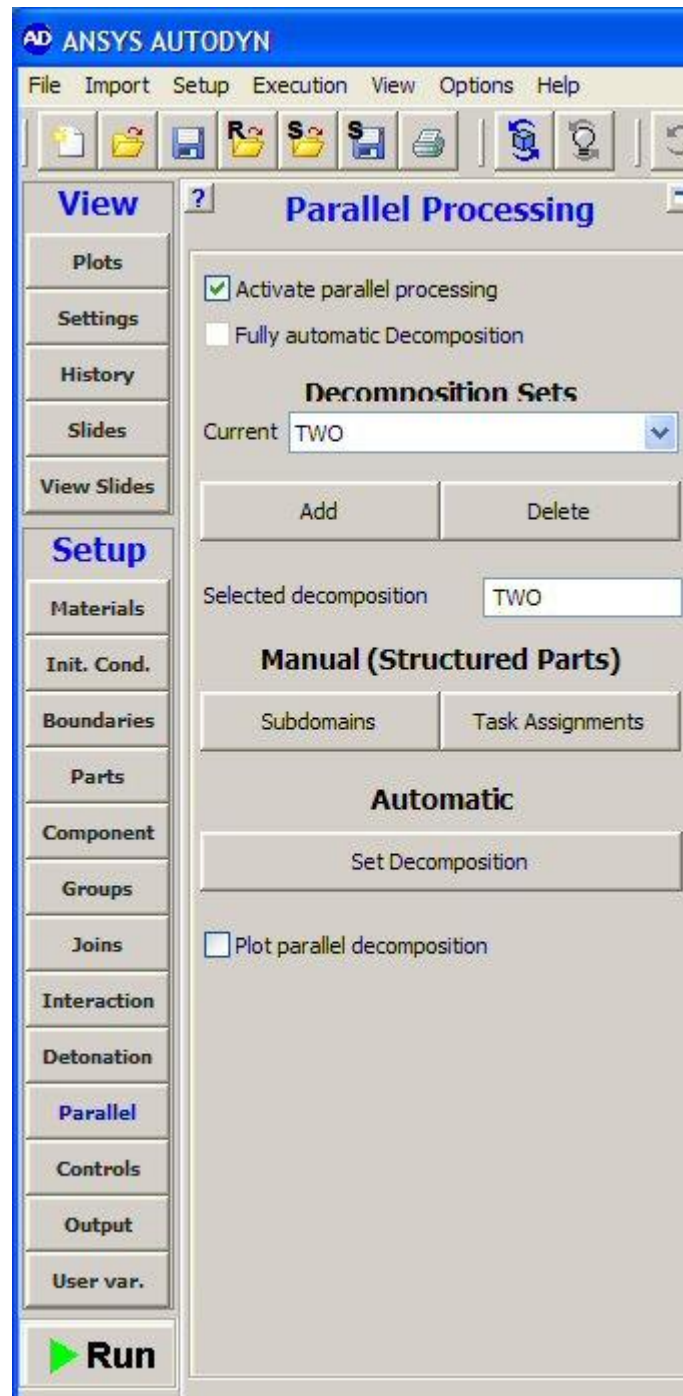 AD ANSYS AUTODYN
File Import Setup Execution View Options Help
R S S
View
Plots
Settings
History
Slides
View Slides
Setup
Materials
Init. Cond.
Boundaries
Parts
Component
Groups
Joins
Interaction
Detonation
Parallel
Controls
Output
User var.
Run
? Parallel Processing
Activate parallel processing
Fully automatic Decomposition
Decomposition Sets
Current TWO
Add Delete
Selected decomposition TWO
Manual (Structured Parts)
Subdomains Task Assignments
Automatic
Set Decomposition
Plot parallel decomposition